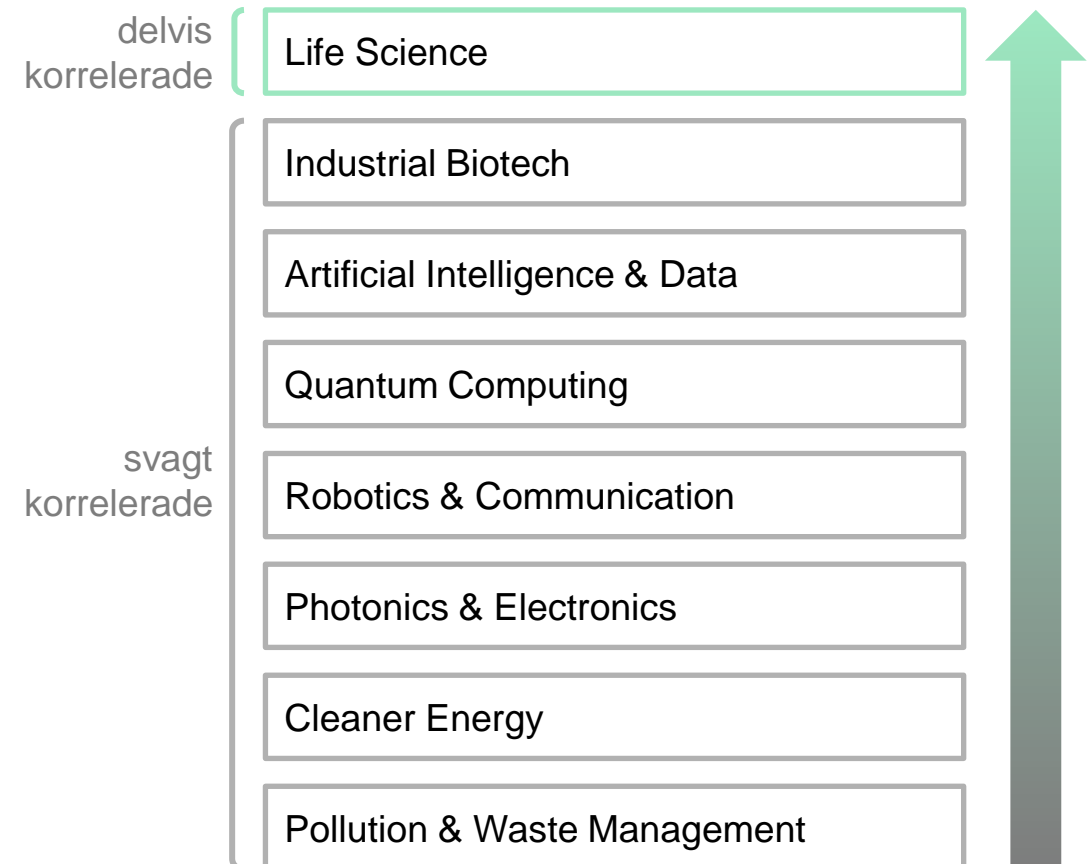 delvis
korrelerade
Life Science
Industrial Biotech
Artificial Intelligence & Data
Quantum Computing
svagt
korrelerade
Robotics & Communication
Photonics & Electronics
Cleaner Energy
Pollution & Waste Management